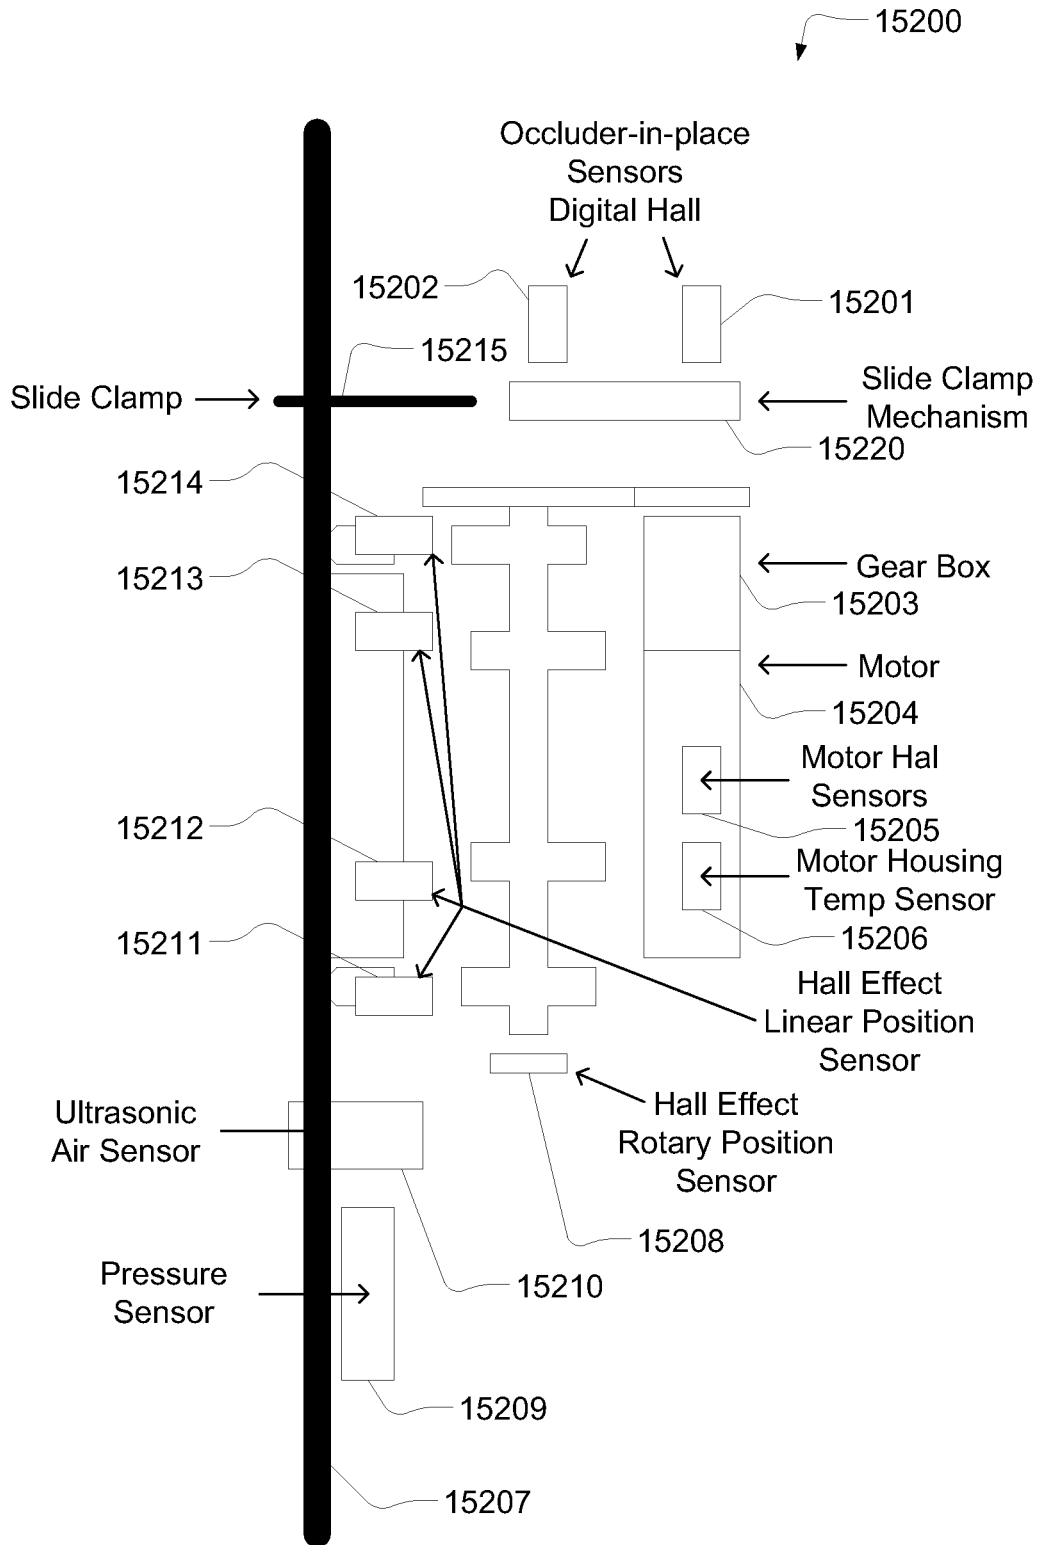 15200
Occluder-in-place
Sensors
Digital Hall
15202
15201
15215
Slide Clamp
Slide Clamp
Mechanism
15220
15214
15213
Gear Box
15203
Motor
15204
Motor Hal
Sensors
15205
15212
Motor Housing
Temp Sensor
15206
15211
Hall Effect
Linear Position
Sensor
Ultrasonic
Air Sensor
Hall Effect
Rotary Position
Sensor
15208
15210
Pressure
Sensor
15209
15207